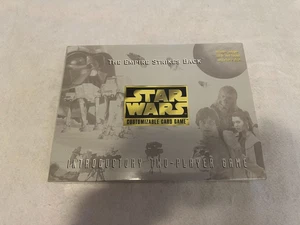 THE EMPIRE STRIKES BACK
STAR
WARS
CUSTOMIZABLE CARD GAME
INTRODUCTORY TWO-PLAYER GAME